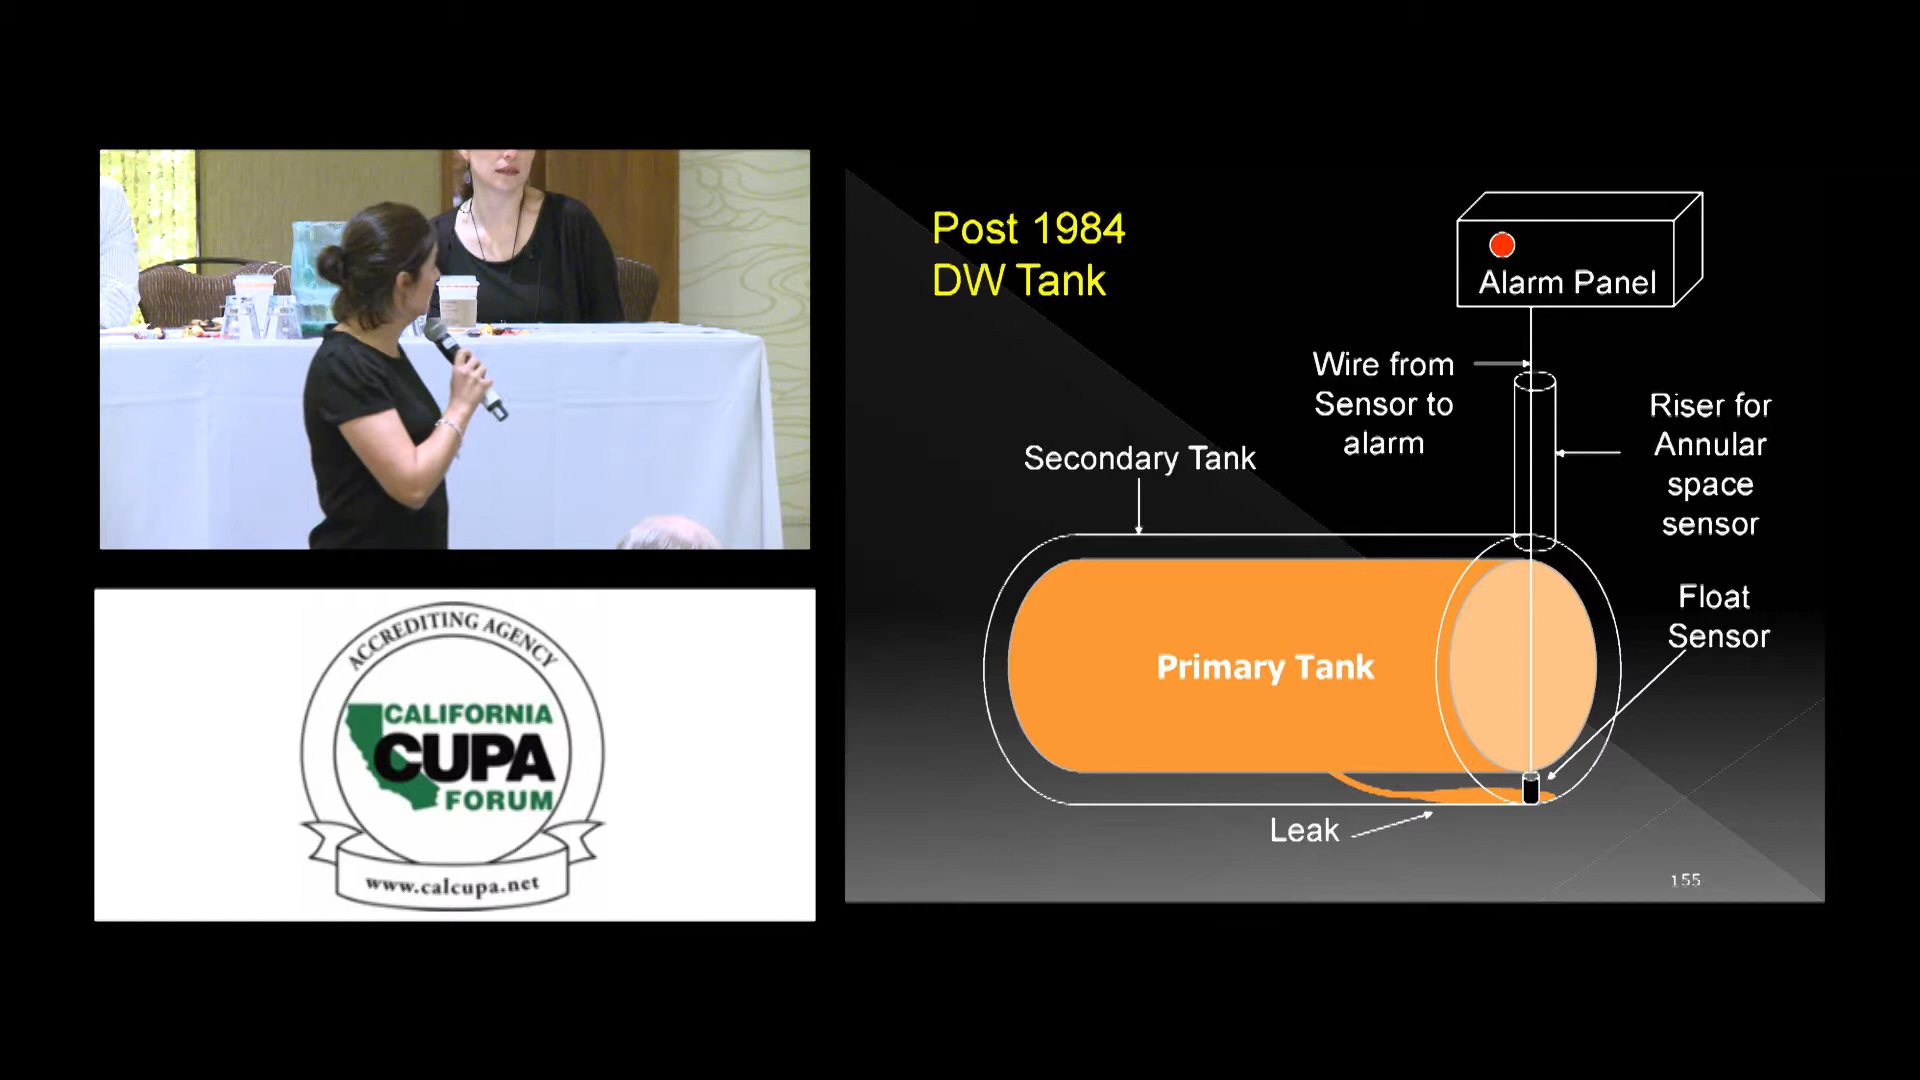 Post 1984
DW Tank
Alarm Panel
Wire from
Sensor to
alarm
Riser for
Annular
space
sensor
Secondary Tank
Float
Sensor
Primary Tank
Leak
155
ACCREDITING AGENCY
CALIFORNIA
CUPA
FORUM
www.calcupa.net